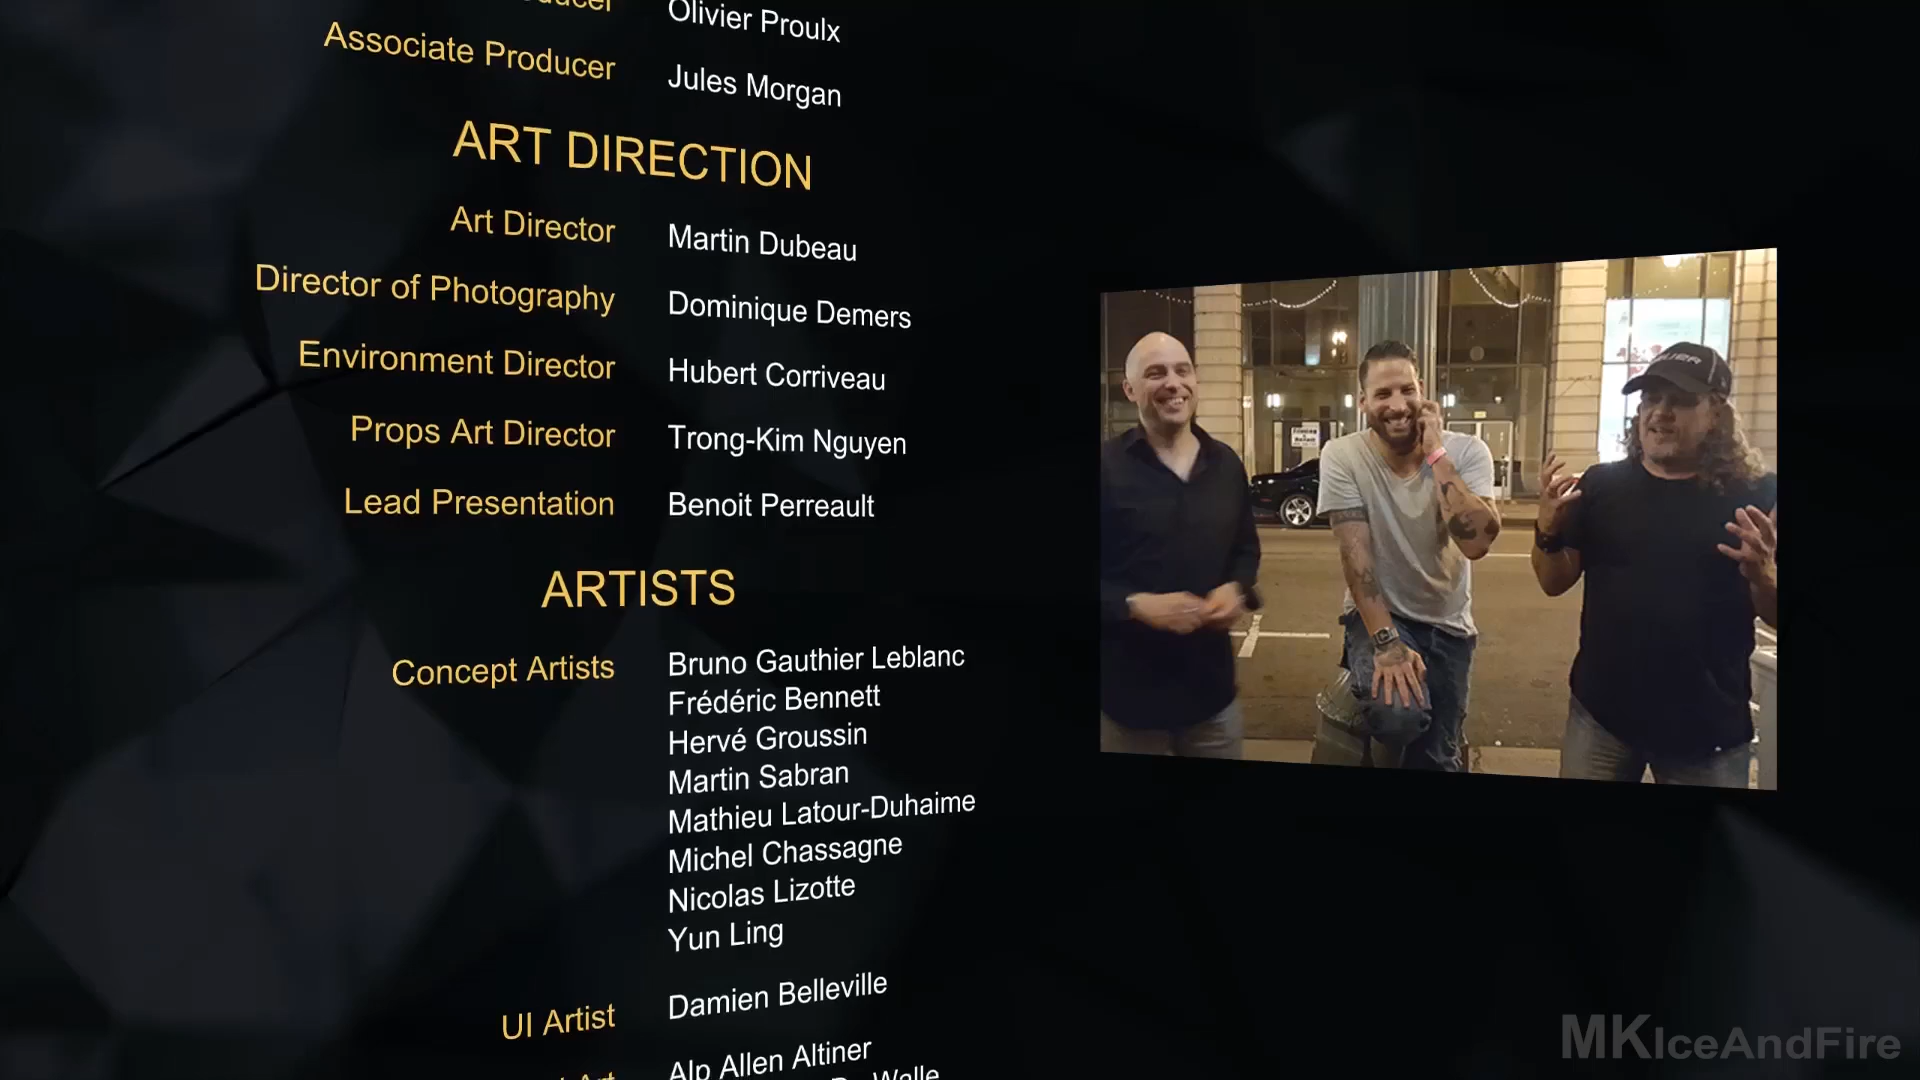 Olivier Proulx
Associate Producer Jules Morgan
ART DIRECTION
Art Director Martin Dubeau
Director of Photography Dominique Demers
Environment Director Hubert Corriveau
Props Art Director Trong-Kim Nguyen
Lead Presentation Benoit Perreault
ARTISTS
Concept Artists Bruno Gauthier Leblanc
Frédéric Bennett
Hervé Groussin
Martin Sabran
Mathieu Latour-Duhaime
Michel Chassagne
Nicolas Lizotte
Yun Ling
UI Artist Damien Belleville
Alp Allen Altiner
Walle
MKIceAndFire